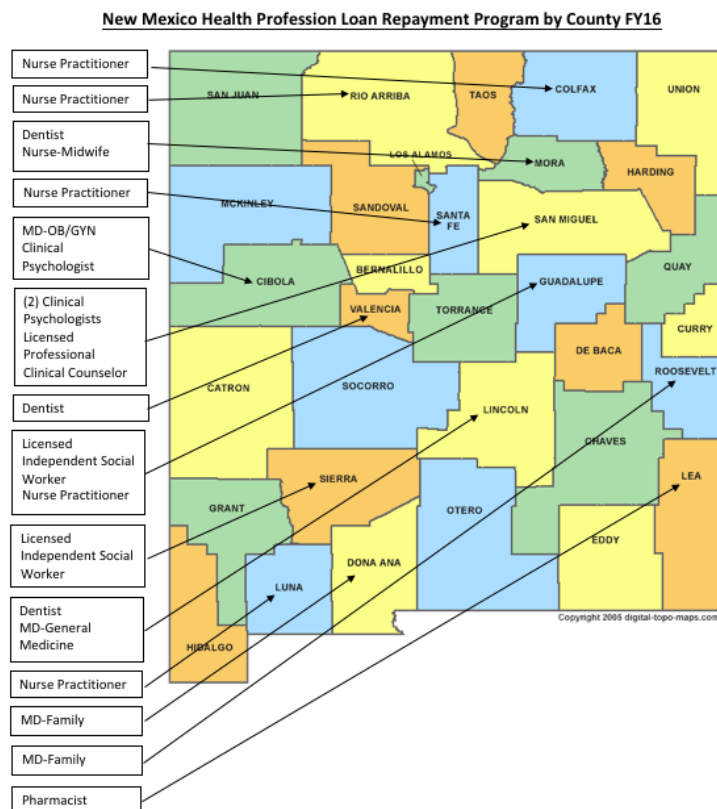 New Mexico Health Profession Loan Repayment Program by County FY16
Nurse Practitioner
Nurse Practitioner
Dentist
Nurse-Midwife
Nurse Practitioner
MD-OB/GYN
Clinical
Psychologist
(2) Clinical
Psychologists
Licensed
Professional
Clinical Counselor
Dentist
Licensed
Independent Social
Worker
Nurse Practitioner
Licensed
Independent Social
Worker
Dentist
MD-General
Medicine
Nurse Practitioner
MD-Family
MD-Family
Pharmacist
SAN JUAN
RIO ARRIBA
TAOS
COLFAX
UNION
LOS ALAMOS
MORA
HARDING
MCKINLEY
SANDOVAL
SANTA
FE
SAN MIGUEL
CIBOLA
BERNALILLO
GUADALUPE
QUAY
VALENCIA
TORRANCE
CURRY
DE BACA
ROOSEVELT
CATRON
SOCORRO
LINCOLN
CHAVES
SIERRA
LEA
GRANT
OTERO
EDDY
DONA ANA
LUNA
HIDALGO
Copyright 2005 digital-topo-maps.com